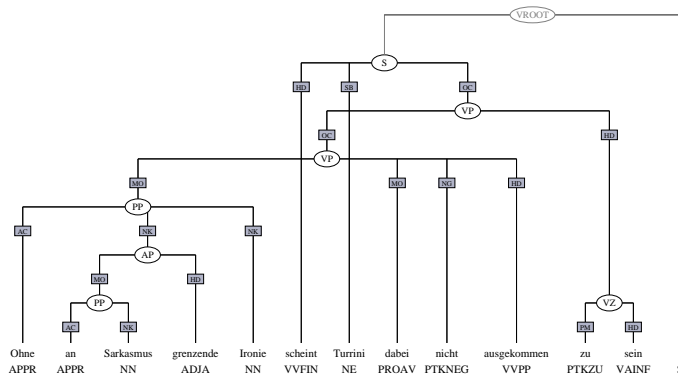 VROOT
S
HD SB OC
VP
OC HD
VP
MO MO NG HD
PP
AC NK NK
AP
MO HD
PP VZ
AC NK PM HD
Ohne an Sarkasmus grenzende Ironie scheint Turrini dabei nicht ausgekommen zu sein
APPR APPR NN ADJA NN VVFIN NE PROAV PTKNEG VVPP PTKZU VAINF